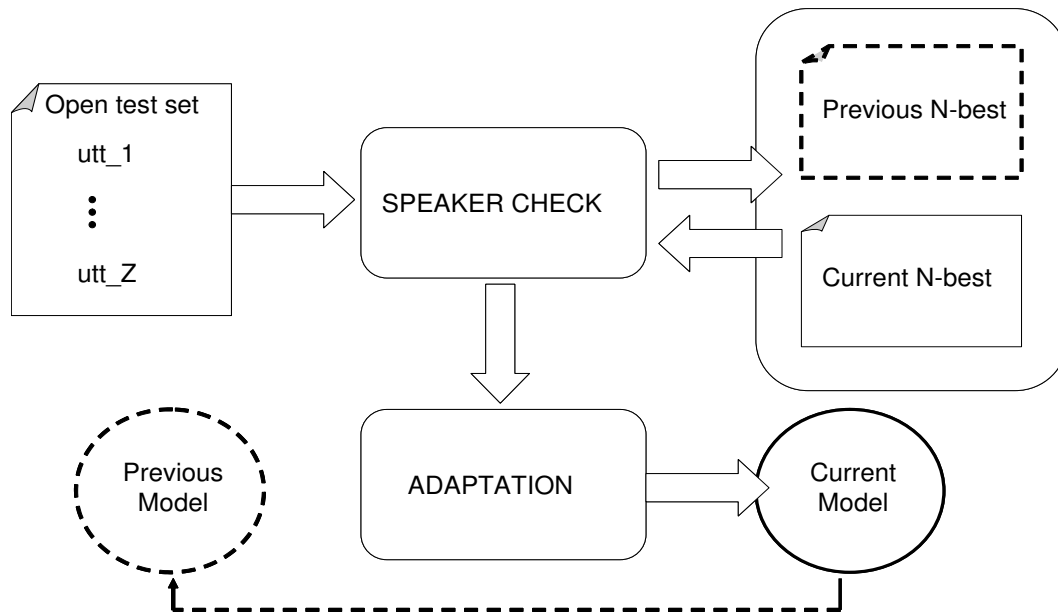 Open test set
utt_1
utt_Z
SPEAKER CHECK
Previous N-best
Current N-best
Previous
Model
ADAPTATION
Current
Model